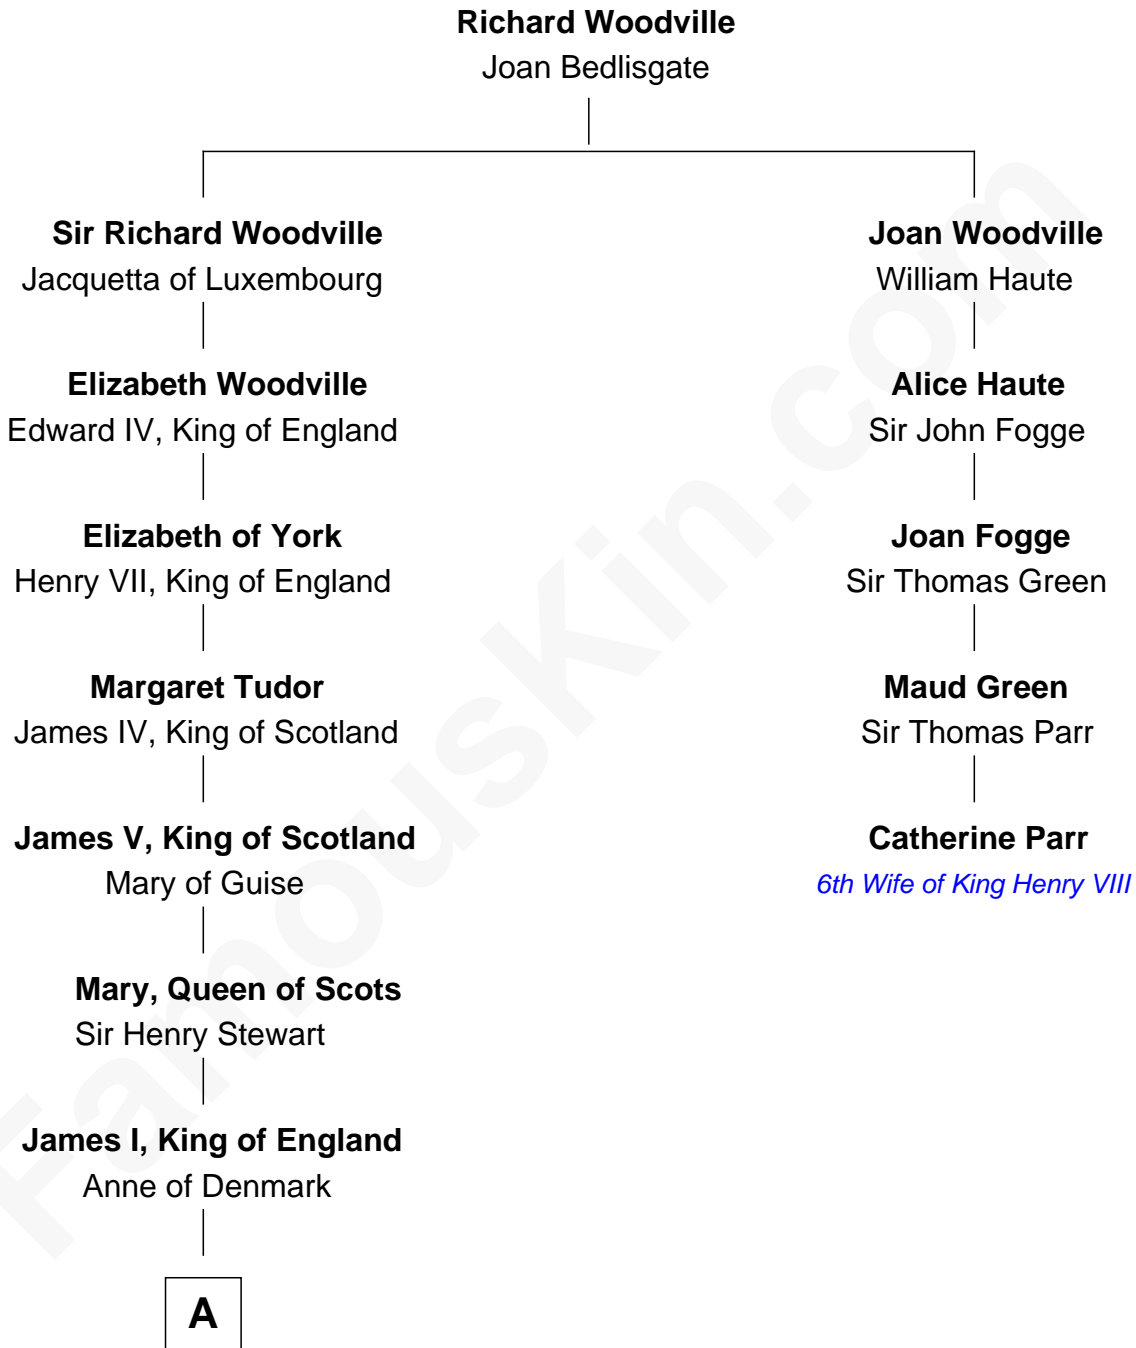 Richard Woodville
Joan Bedlisgate
Sir Richard Woodville
Jacquetta of Luxembourg
Joan Woodville
William Haute
Elizabeth Woodville
Edward IV, King of England
Alice Haute
Sir John Fogge
Elizabeth of York
Henry VII, King of England
Joan Fogge
Sir Thomas Green
Margaret Tudor
James IV, King of Scotland
Maud Green
Sir Thomas Parr
James V, King of Scotland
Mary of Guise
Catherine Parr
6th Wife of King Henry VIII
Mary, Queen of Scots
Sir Henry Stewart
James I, King of England
Anne of Denmark
A
FamousKin.com